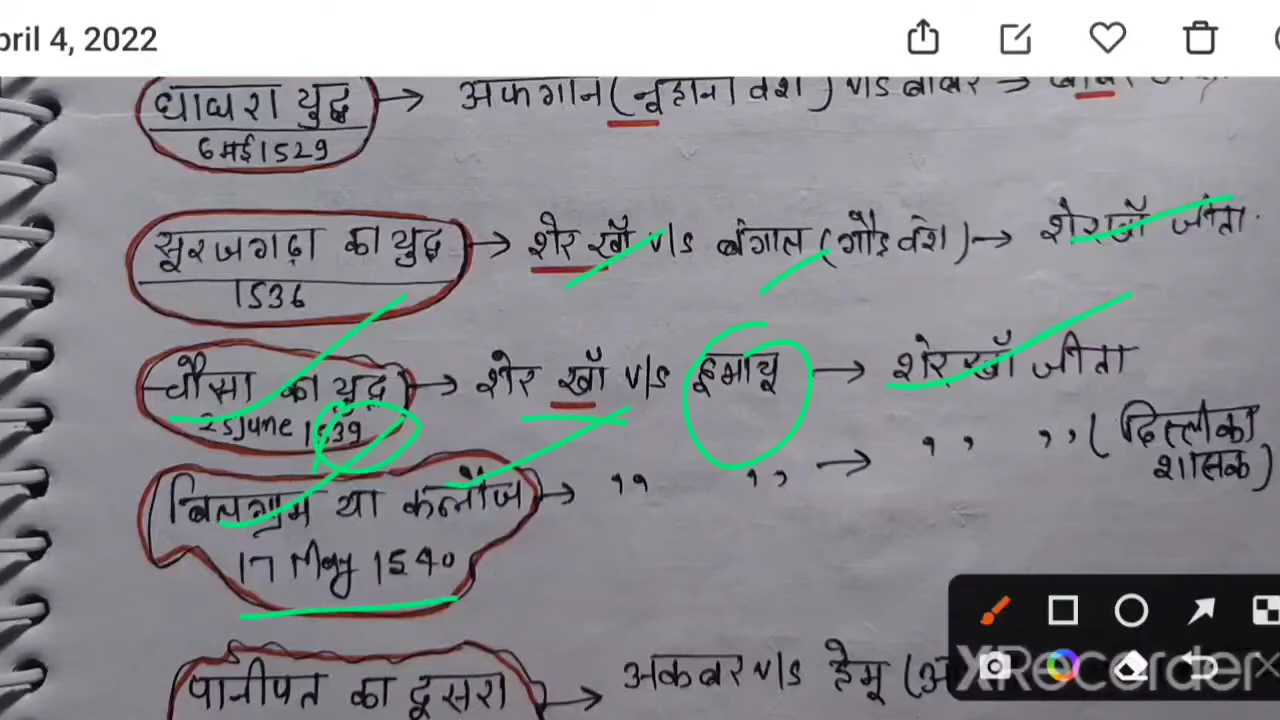 pril 4, 2022
घाघरा युद्ध → अफगान (नूहानी वंश) v/s बाबर →
6 मई 1529
सूरजगढ़ा का युद्ध → शेर खाँ v/s बंगाल (गौड वंश) → शेर खाँ जीता.
1536
चौसा का युद्ध → शेर खाँ v/s हुमायू → शेर खाँ जीता
25 June 1539
बिलग्राम या कन्नौज → ,, ,, → ,, ,, (दिल्ली का शासक)
17 May 1540
पानीपत का दूसरा → अकबर v/s हेमू (अ
XRecorder